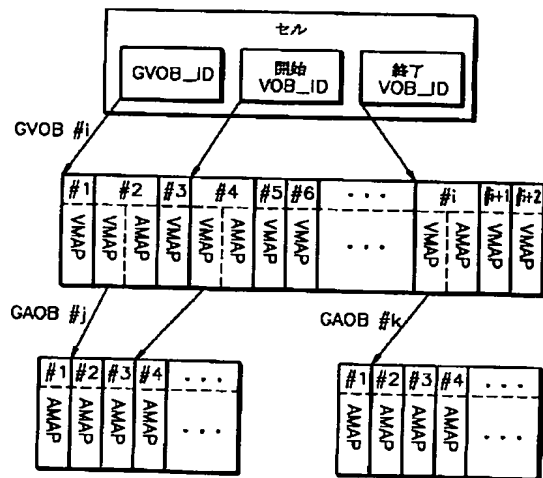 セル
GVOB_ID
開始
VOB_ID
終了
VOB_ID
GVOB #i
#1 #2 #3 #4 #5 #6 ... #i #i+1 #i+2
VMAP VMAP AMAP VMAP VMAP AMAP VMAP VMAP ... VMAP AMAP VMAP VMAP
GAOB #j
GAOB #k
#1 #2 #3 #4 ...
AMAP AMAP AMAP AMAP ...
#1 #2 #3 #4 ...
AMAP AMAP AMAP AMAP ...